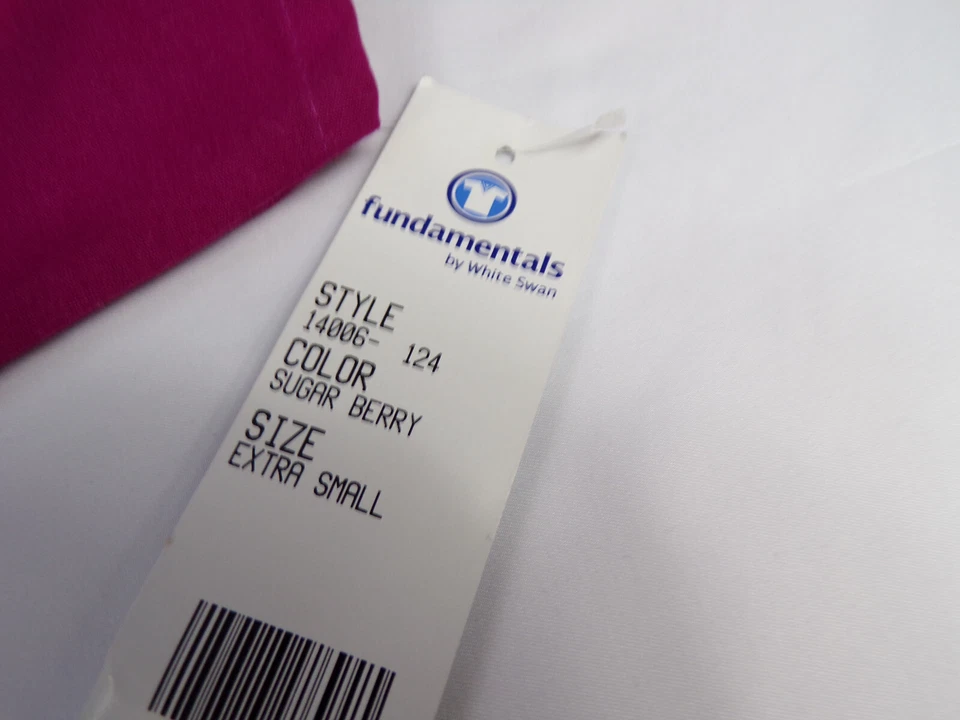 fundamentals
by White Swan
STYLE
14006- 124
COLOR
SUGAR BERRY
SIZE
EXTRA SMALL